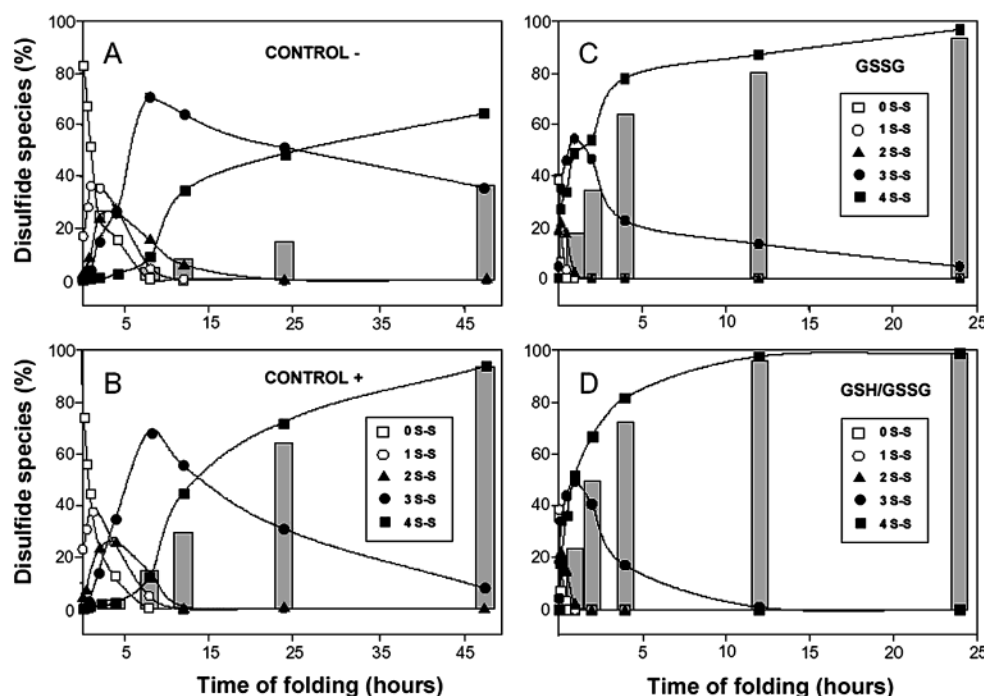 A
CONTROL -
Disulfide species (%)
100
80
60
40
20
0
5
15
25
35
45
C
GSSG
0 S-S
1 S-S
2 S-S
3 S-S
4 S-S
100
80
60
40
20
0
5
10
15
20
25
B
CONTROL +
0 S-S
1 S-S
2 S-S
3 S-S
4 S-S
Disulfide species (%)
100
80
60
40
20
0
5
15
25
35
45
Time of folding (hours)
D
GSH/GSSG
0 S-S
1 S-S
2 S-S
3 S-S
4 S-S
100
80
60
40
20
0
5
10
15
20
25
Time of folding (hours)